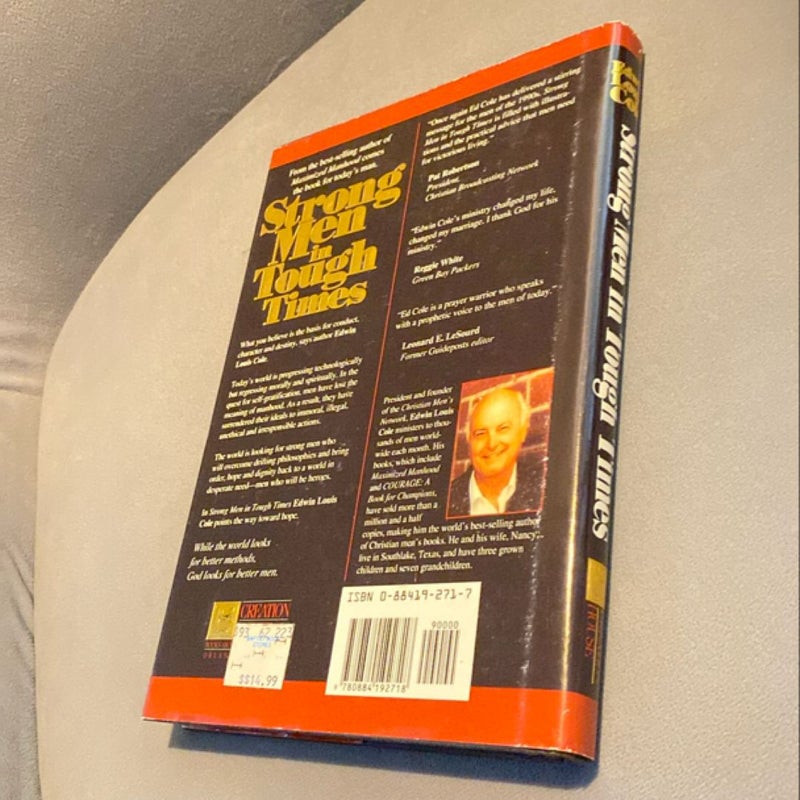 From the best-selling author of
Maximized Manhood comes
the book for today's man.
Strong
Men
in
Tough
Times
What you believe is the basis for conduct,
character and destiny, says author Edwin
Louis Cole.
Today's world is progressing technologically
but regressing morally and spiritually. In the
quest for self-gratification, men have lost the
meaning of manhood. As a result, they have
surrendered their ideals to immoral, illegal,
unethical and irresponsible actions.
The world is looking for strong men who
will overcome drifting philosophies and bring
order, hope and dignity back to a world in
desperate need—men who will be heroes.
In Strong Men in Tough Times Edwin Louis
Cole points the way toward hope.
While the world looks
for better methods,
God looks for better men.
CREATION
$$14.99
"Once again Ed Cole has delivered a stirring
message for the men of the 1990s. Strong
Men in Tough Times is filled with illustra-
tions and the practical advice that men need
for victorious living."
Pat Robertson
President,
Christian Broadcasting Network
"Edwin Cole's ministry changed my life,
changed my marriage. I thank God for his
ministry."
Reggie White
Green Bay Packers
"Ed Cole is a prayer warrior who speaks
with a prophetic voice to the men of today."
Leonard E. LeSourd
Former Guideposts editor
President and founder
of the Christian Men's
Network, Edwin Louis
Cole ministers to thou-
sands of men world-
wide each month. His
books, which include
Maximized Manhood
and COURAGE: A
Book for Champions,
have sold more than a
million and a half
copies, making him the world's best-selling author
of Christian men's books. He and his wife, Nancy,
live in Southlake, Texas, and have three grown
children and seven grandchildren.
ISBN 0-88419-271-7
90000
9 780884 192718
Strong Men in Tough Times
HOUSE